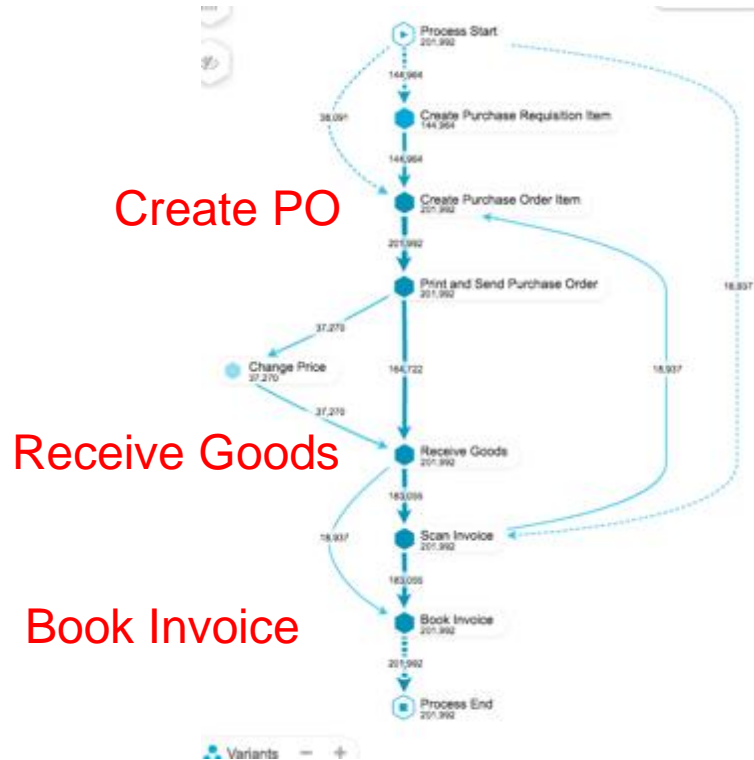 Process Start
201,992
144,964
38,091
Create Purchase Requisition Item
144,964
144,964
Create PO
Create Purchase Order Item
201,992
201,992
Print and Send Purchase Order
201,992
37,270
Change Price
37,270
164,722
18,937
18,937
37,270
Receive Goods
Receive Goods
201,992
183,055
18,937
Scan Invoice
201,992
183,055
Book Invoice
Book Invoice
201,992
201,992
Process End
201,992
Variants − +